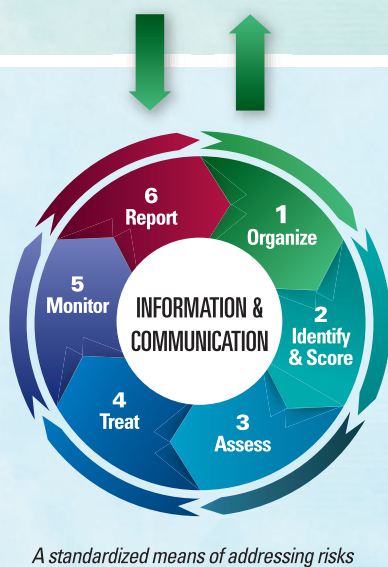 1
Organize
2
Identify
& Score
3
Assess
4
Treat
5
Monitor
6
Report
INFORMATION &
COMMUNICATION
A standardized means of addressing risks